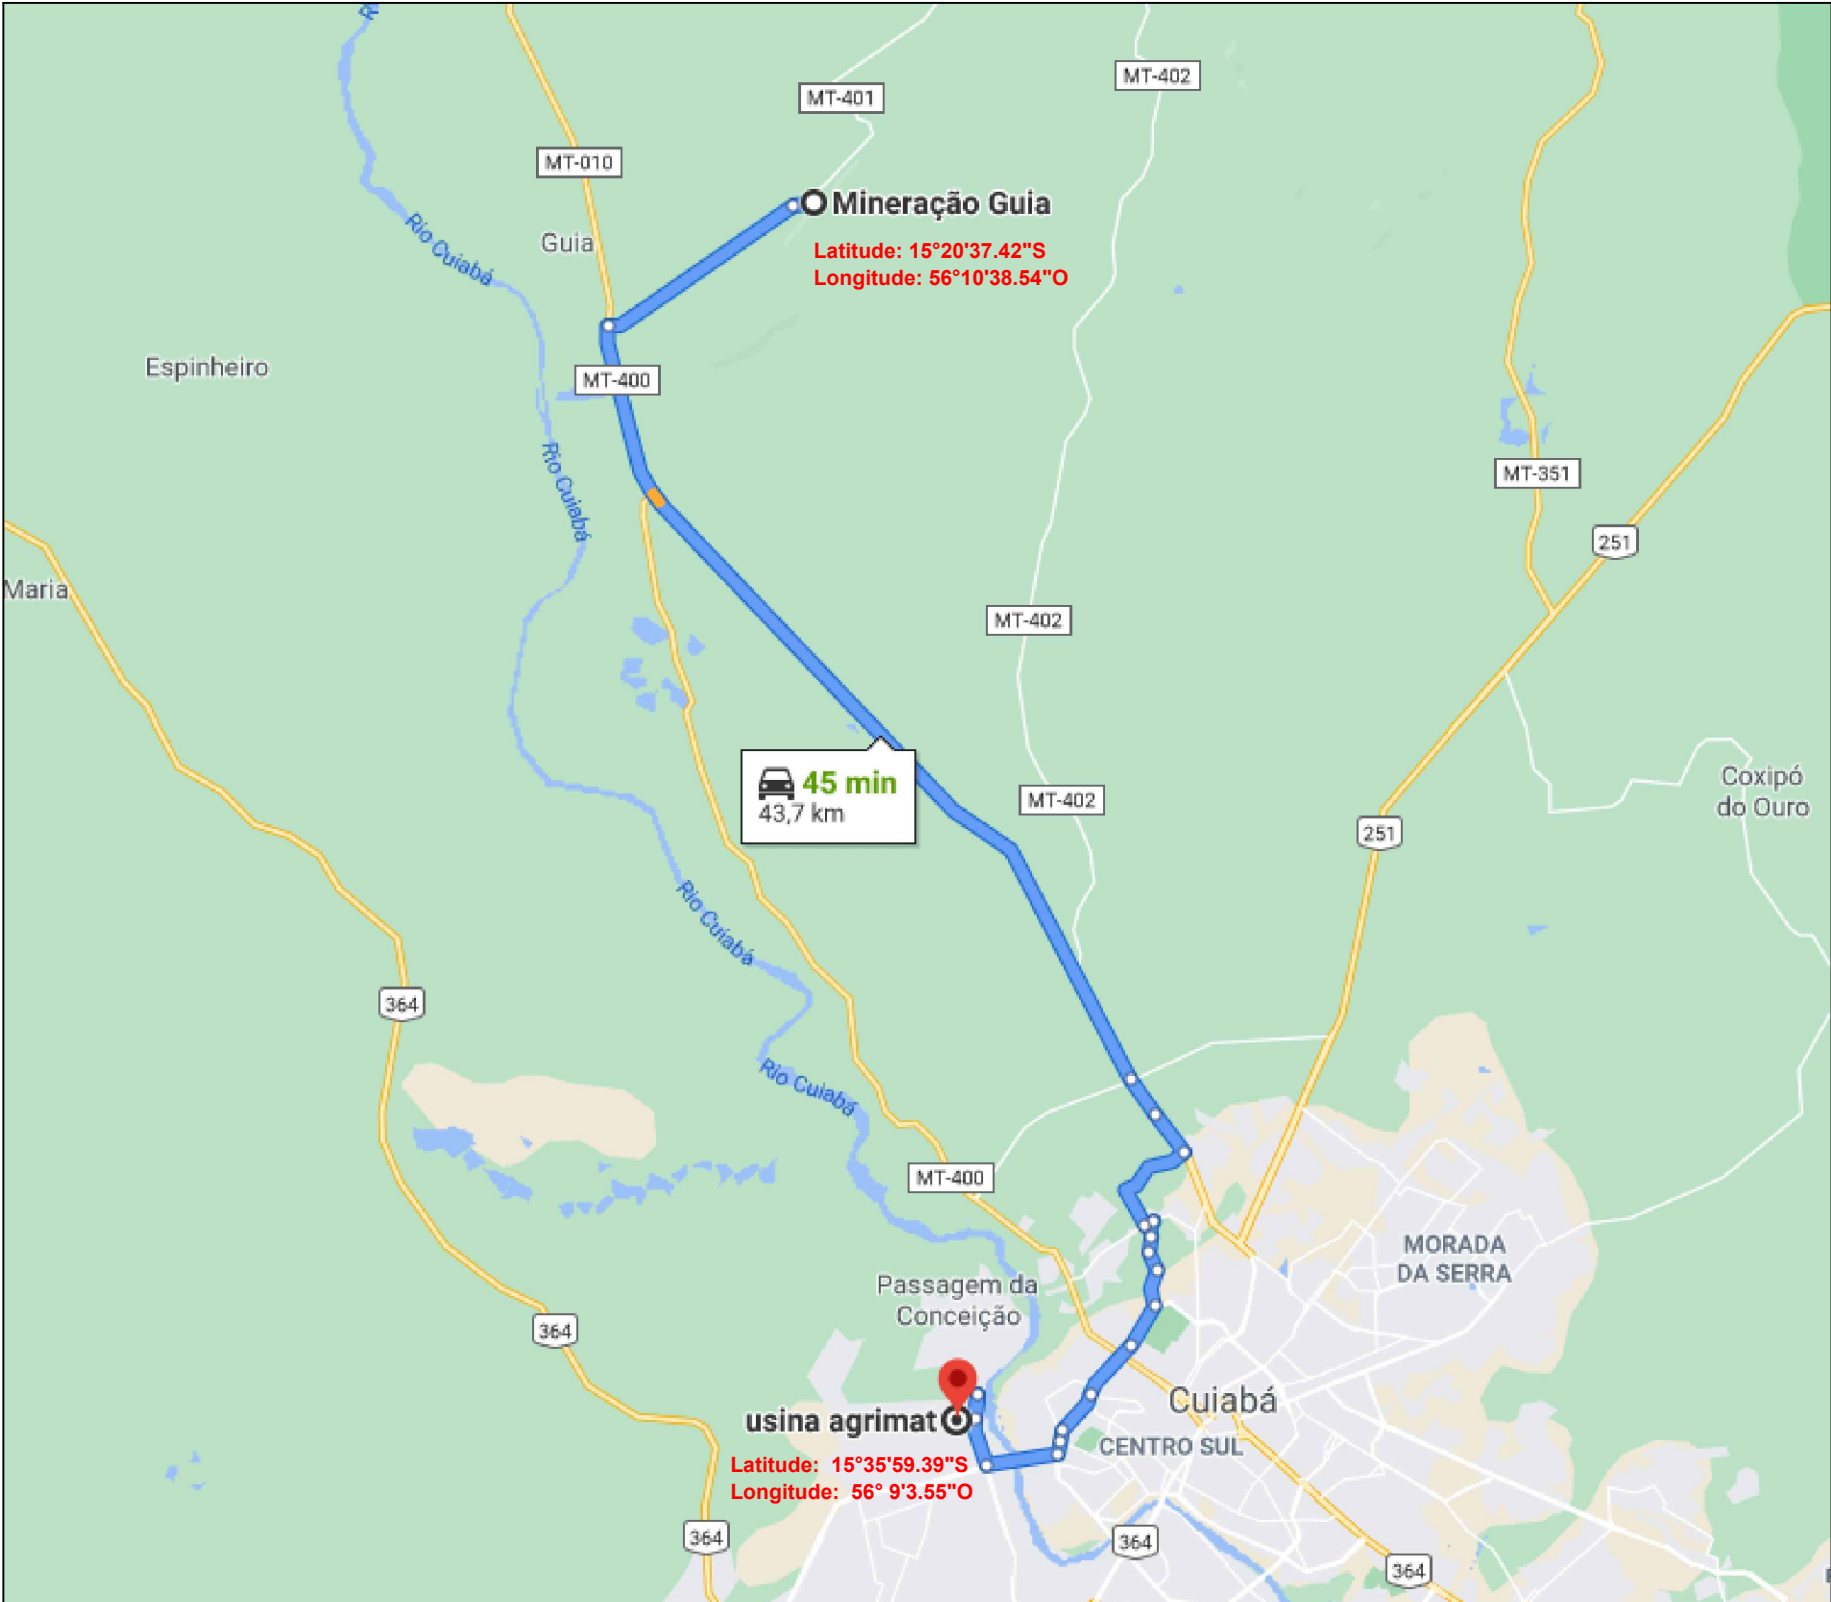 MT-402
MT-401
MT-010
Mineração Guia
Rio Cuiabá
Guia
Latitude: 15°20'37.42"S
Longitude: 56°10'38.54"O
Espinheiro
MT-400
Rio Cuiabá
MT-351
251
Maria
MT-402
45 min
43,7 km
MT-402
Coxipó
do Ouro
251
Rio Cuiabá
364
Rio Cuiabá
MT-400
MORADA
DA SERRA
Passagem da
Conceição
364
Cuiabá
usina agrimat
CENTRO SUL
Latitude:  15°35'59.39"S
Longitude:  56° 9'3.55"O
364
364
364